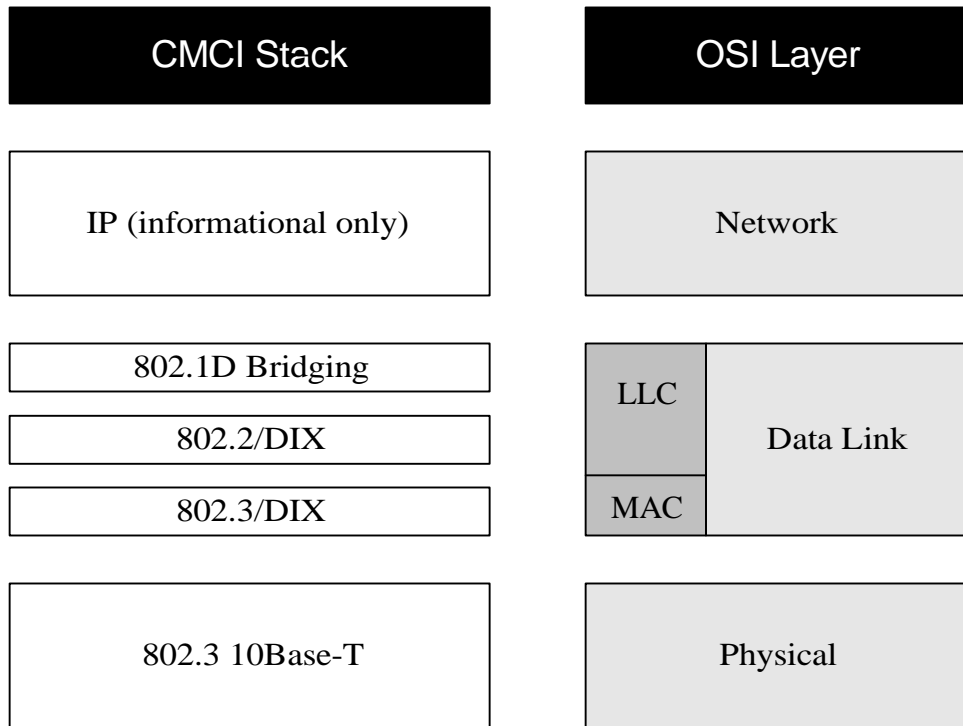 CMCI Stack
OSI Layer
IP (informational only)
Network
802.1D Bridging
802.2/DIX
802.3/DIX
LLC
MAC
Data Link
802.3 10Base-T
Physical